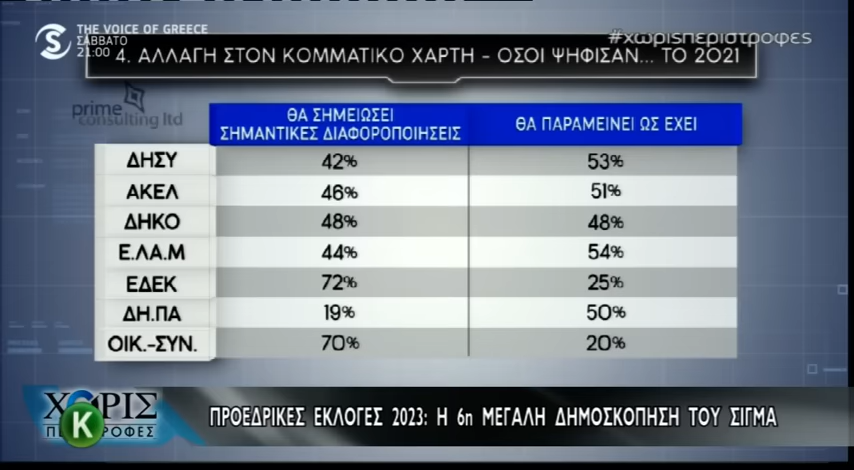 THE VOICE OF GREECE
ΣΑΒΒΑΤΟ
21:00
#χωρισπεριστροφες
4. ΑΛΛΑΓΗ ΣΤΟΝ ΚΟΜΜΑΤΙΚΟ ΧΑΡΤΗ - ΟΣΟΙ ΨΗΦΙΣΑΝ... ΤΟ 2021
prime
consulting ltd
ΘΑ ΣΗΜΕΙΩΣΕΙ
ΣΗΜΑΝΤΙΚΕΣ ΔΙΑΦΟΡΟΠΟΙΗΣΕΙΣ
ΘΑ ΠΑΡΑΜΕΙΝΕΙ ΩΣ ΕΧΕΙ
ΔΗΣΥ 42% 53%
ΑΚΕΛ 46% 51%
ΔΗΚΟ 48% 48%
Ε.ΛΑ.Μ 44% 54%
ΕΔΕΚ 72% 25%
ΔΗ.ΠΑ 19% 50%
ΟΙΚ.-ΣΥΝ. 70% 20%
ΧΩΡΙΣ
ΠΕΡΙΣΤΡΟΦΕΣ
K
ΠΡΟΕΔΡΙΚΕΣ ΕΚΛΟΓΕΣ 2023: Η 6η ΜΕΓΑΛΗ ΔΗΜΟΣΚΟΠΗΣΗ ΤΟΥ ΣΙΓΜΑ